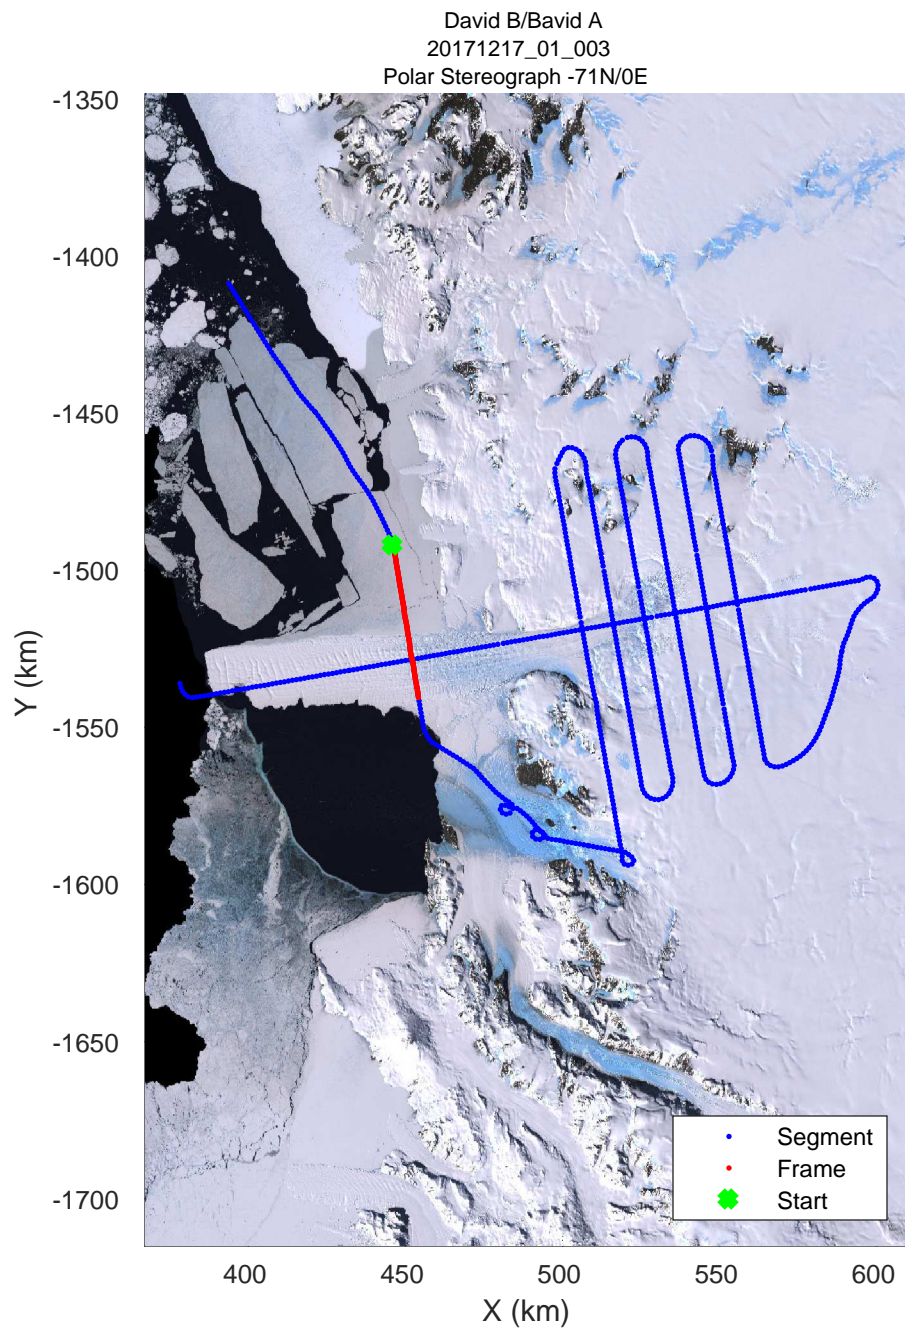 David B/Bavid A
20171217_01_003
Polar Stereograph -71N/0E
-1350
-1400
-1450
-1500
-1550
-1600
-1650
-1700
Y (km)
400
450
500
550
600
X (km)
Segment
Frame
Start